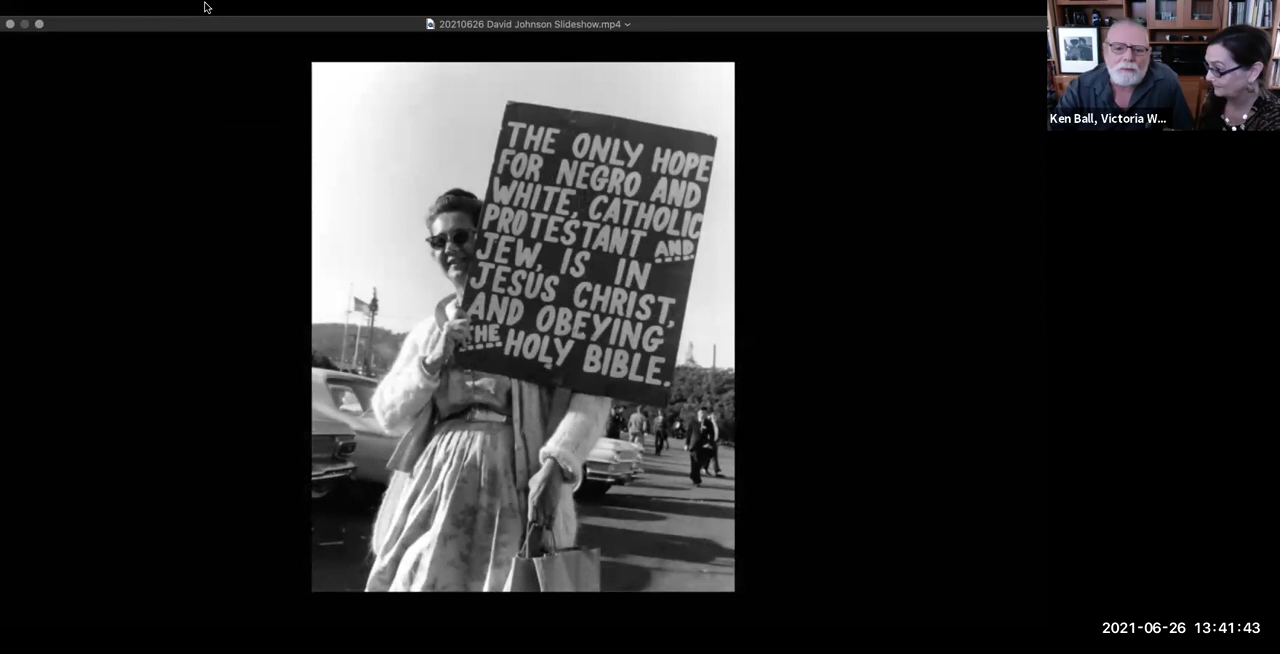 20210626 David Johnson Slideshow.mp4
Ken Ball, Victoria W...
THE ONLY HOPE
FOR NEGRO AND
WHITE, CATHOLIC
PROTESTANT AND
JEW, IS IN
JESUS CHRIST,
AND OBEYING
THE HOLY BIBLE.
2021-06-26 13:41:43